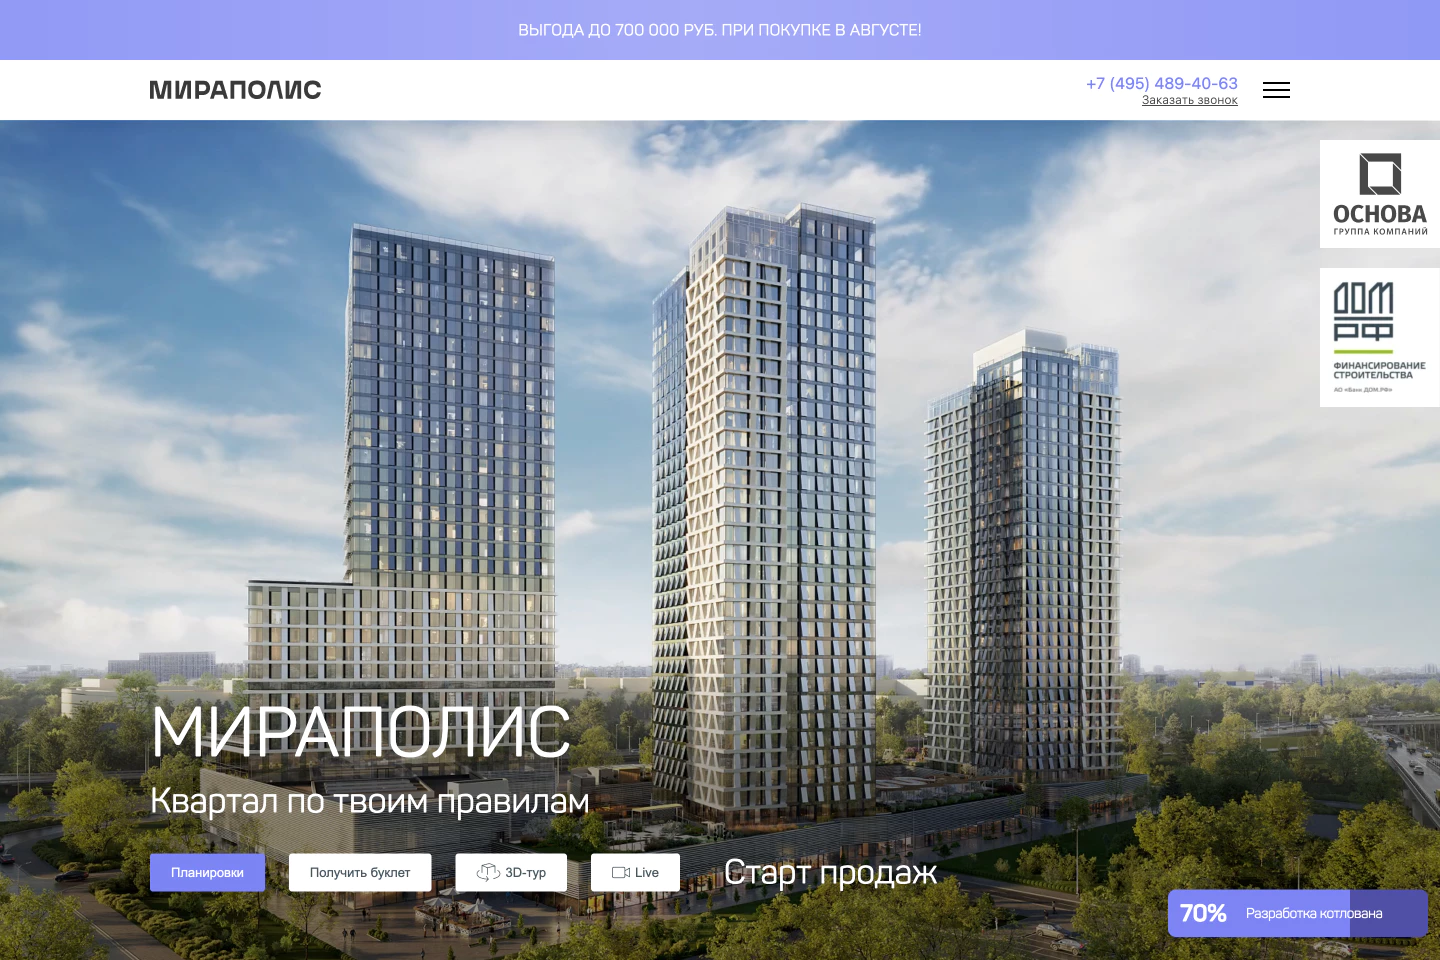 ВЫГОДА ДО 700 000 РУБ. ПРИ ПОКУПКЕ В АВГУСТЕ!
МИРАПОЛИС
+7 (495) 489-40-63
Заказать звонок
ОСНОВА
ГРУППА КОМПАНИЙ
ДОМ
РФ
ФИНАНСИРОВАНИЕ
СТРОИТЕЛЬСТВА
АО «Банк ДОМ.РФ»
МИРАПОЛИС
Квартал по твоим правилам
Планировки
Получить буклет
3D-тур
Live
Старт продаж
70% Разработка котлована